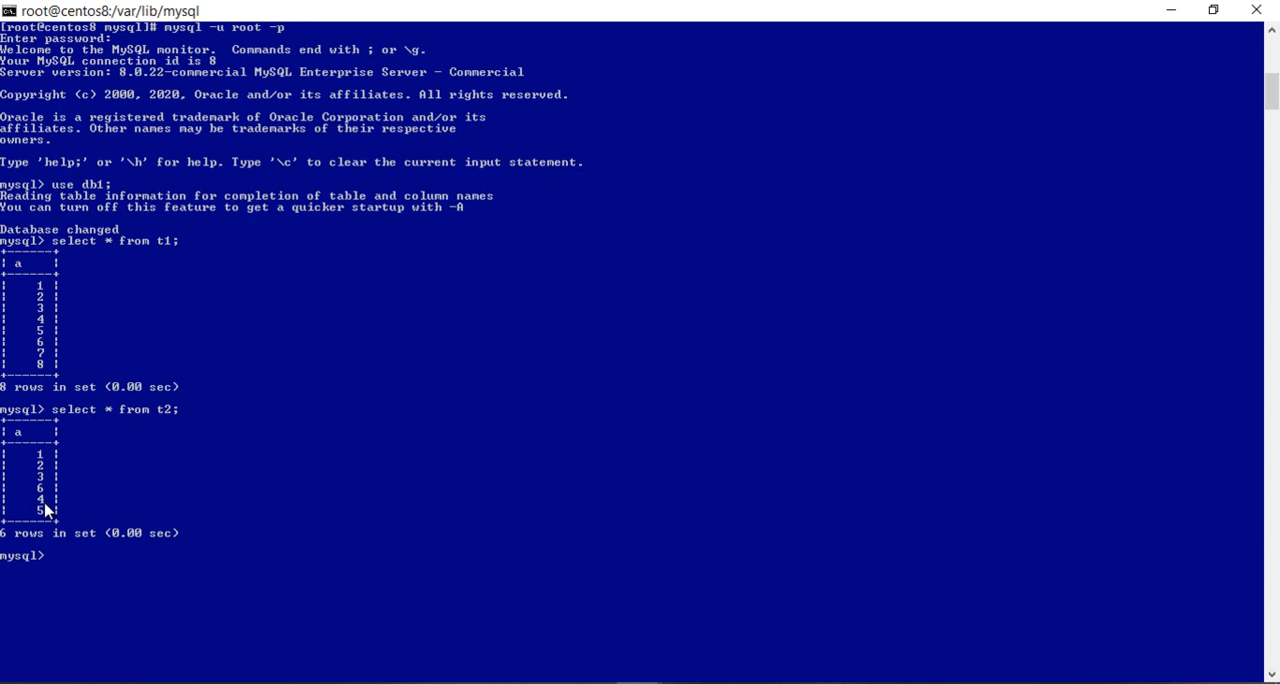 root@centos8:/var/lib/mysql
[root@centos8 mysql]# mysql -u root -p
Enter password:
Welcome to the MySQL monitor.  Commands end with ; or \g.
Your MySQL connection id is 8
Server version: 8.0.22-commercial MySQL Enterprise Server - Commercial
Copyright (c) 2000, 2020, Oracle and/or its affiliates. All rights reserved.
Oracle is a registered trademark of Oracle Corporation and/or its
affiliates. Other names may be trademarks of their respective
owners.
Type 'help;' or '\h' for help. Type '\c' to clear the current input statement.
mysql> use db1;
Reading table information for completion of table and column names
You can turn off this feature to get a quicker startup with -A
Database changed
mysql> select * from t1;
+------+
| a    |
+------+
|    1 |
|    2 |
|    3 |
|    4 |
|    5 |
|    6 |
|    7 |
|    8 |
+------+
8 rows in set (0.00 sec)
mysql> select * from t2;
+------+
| a    |
+------+
|    1 |
|    2 |
|    3 |
|    6 |
|    4 |
|    5 |
+------+
6 rows in set (0.00 sec)
mysql>